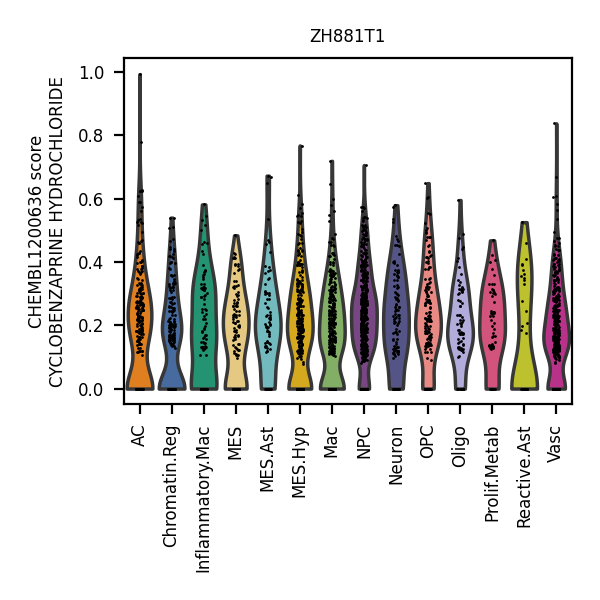 ZH881T1
CHEMBL1200636 score
CYCLOBENZAPRINE HYDROCHLORIDE
1.0
0.8
0.6
0.4
0.2
0.0
AC
Chromatin.Reg
Inflammatory.Mac
MES
MES.Ast
MES.Hyp
Mac
NPC
Neuron
OPC
Oligo
Prolif.Metab
Reactive.Ast
Vasc